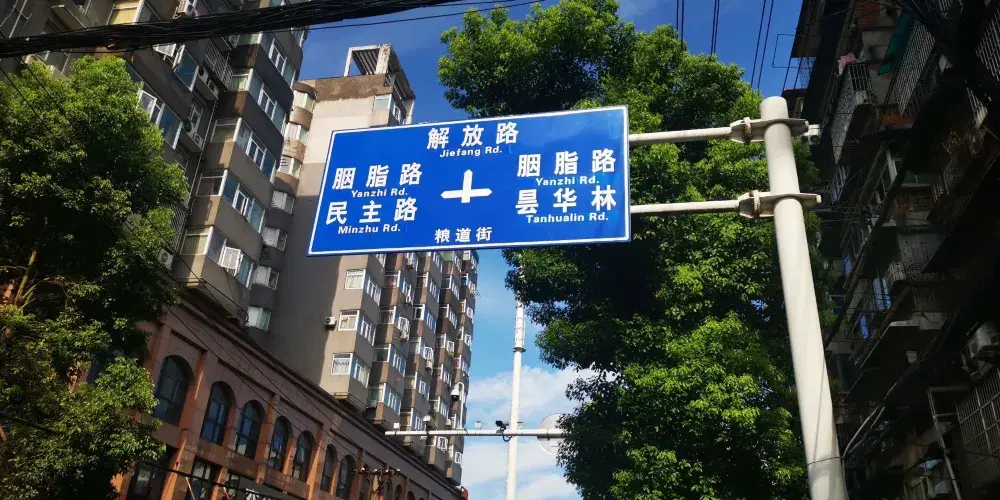 解放路
Jiefang Rd.
胭脂路
Yanzhi Rd.
民主路
Minzhu Rd.
胭脂路
Yanzhi Rd.
昙华林
Tanhualin Rd.
粮道街